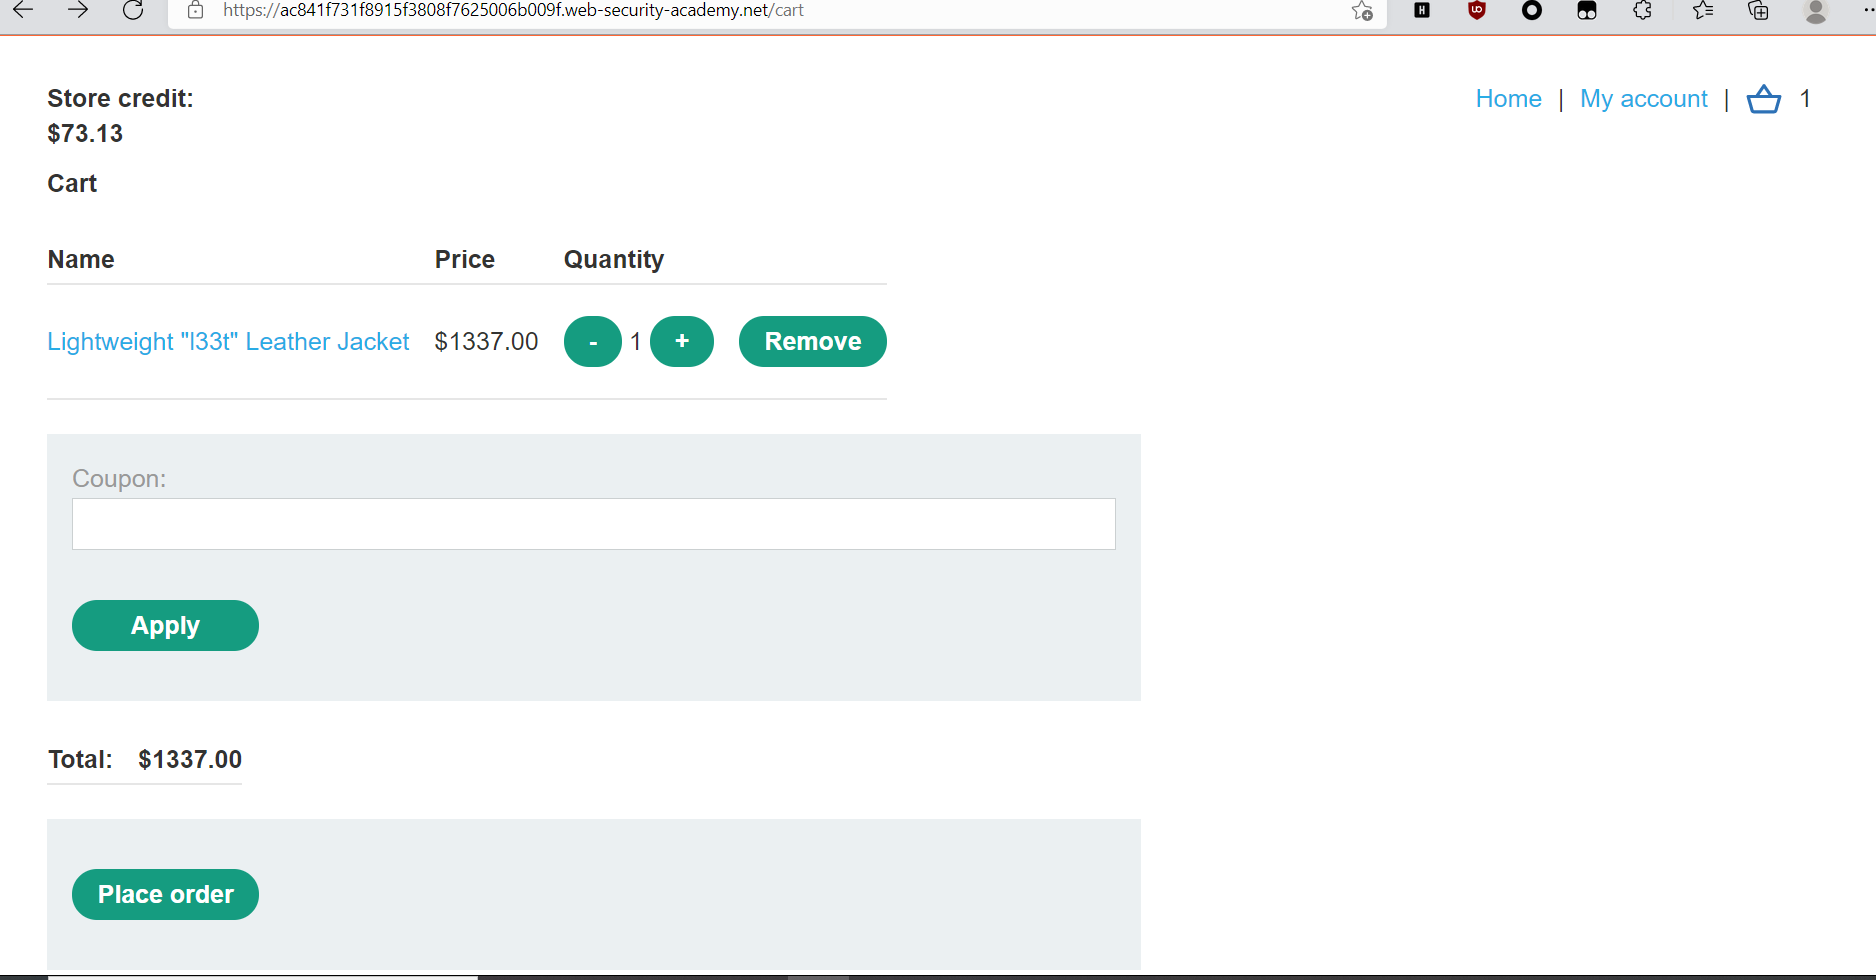 https://ac841f731f8915f3808f7625006b009f.web-security-academy.net/cart
Store credit:
$73.13
Home | My account | 1
Cart
Name Price Quantity
Lightweight "l33t" Leather Jacket $1337.00 - 1 + Remove
Coupon:
Apply
Total: $1337.00
Place order